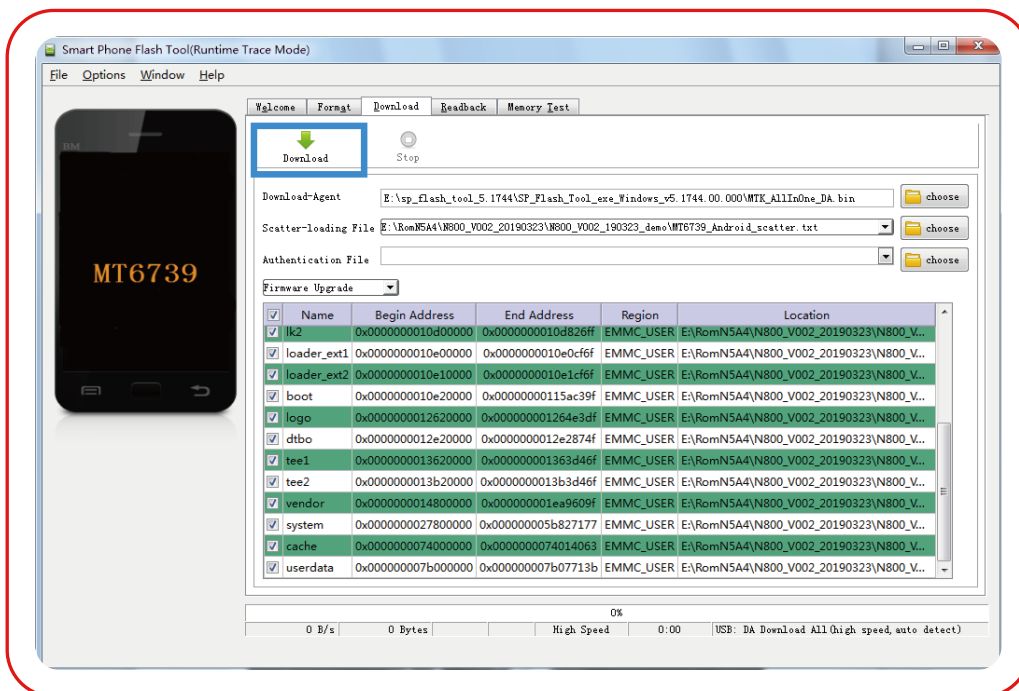 Smart Phone Flash Tool(Runtime Trace Mode)
File Options Window Help
Welcome Format Download Readback Memory Test
BM
Download Stop
Download-Agent E:\sp_flash_tool_5.1744\SP_Flash_Tool_exe_Windows_v5.1744.00.000\MTK_AllInOne_DA.bin choose
Scatter-loading File E:\RomN5A4\N800_V002_20190323\N800_V002_190323_demo\MT6739_Android_scatter.txt choose
Authentication File choose
MT6739
Firmware Upgrade
Name Begin Address End Address Region Location
lk2 0x0000000010d00000 0x0000000010d826ff EMMC_USER E:\RomN5A4\N800_V002_20190323\N800_V...
loader_ext1 0x0000000010e00000 0x0000000010e0cf6f EMMC_USER E:\RomN5A4\N800_V002_20190323\N800_V...
loader_ext2 0x0000000010e10000 0x0000000010e1cf6f EMMC_USER E:\RomN5A4\N800_V002_20190323\N800_V...
boot 0x0000000010e20000 0x00000000115ac39f EMMC_USER E:\RomN5A4\N800_V002_20190323\N800_V...
logo 0x0000000012620000 0x000000001264e3df EMMC_USER E:\RomN5A4\N800_V002_20190323\N800_V...
dtbo 0x0000000012e20000 0x0000000012e2874f EMMC_USER E:\RomN5A4\N800_V002_20190323\N800_V...
tee1 0x0000000013620000 0x000000001363d46f EMMC_USER E:\RomN5A4\N800_V002_20190323\N800_V...
tee2 0x0000000013b20000 0x0000000013b3d46f EMMC_USER E:\RomN5A4\N800_V002_20190323\N800_V...
vendor 0x0000000014800000 0x000000001ea9609f EMMC_USER E:\RomN5A4\N800_V002_20190323\N800_V...
system 0x0000000027800000 0x000000005b827177 EMMC_USER E:\RomN5A4\N800_V002_20190323\N800_V...
cache 0x0000000074000000 0x0000000074014063 EMMC_USER E:\RomN5A4\N800_V002_20190323\N800_V...
userdata 0x000000007b000000 0x000000007b07713b EMMC_USER E:\RomN5A4\N800_V002_20190323\N800_V...
0%
0 B/s 0 Bytes High Speed 0:00 USB: DA Download All(high speed, auto detect)